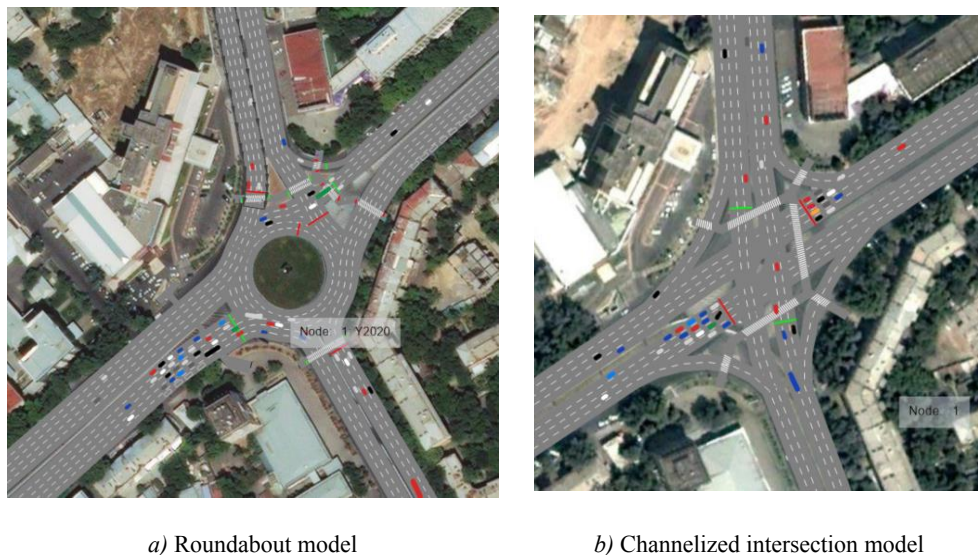 Node: 1 Y2020
Node: 1
a) Roundabout model
b) Channelized intersection model